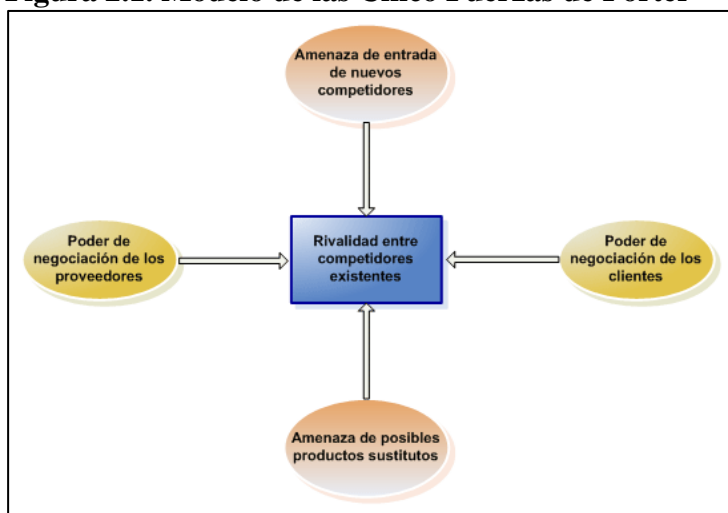 Figura 2.1. Modelo de las Cinco Fuerzas de Porter
Amenaza de entrada
de nuevos
competidores
Poder de
negociación de los
proveedores
Rivalidad entre
competidores
existentes
Poder de
negociación de los
clientes
Amenaza de posibles
productos sustitutos